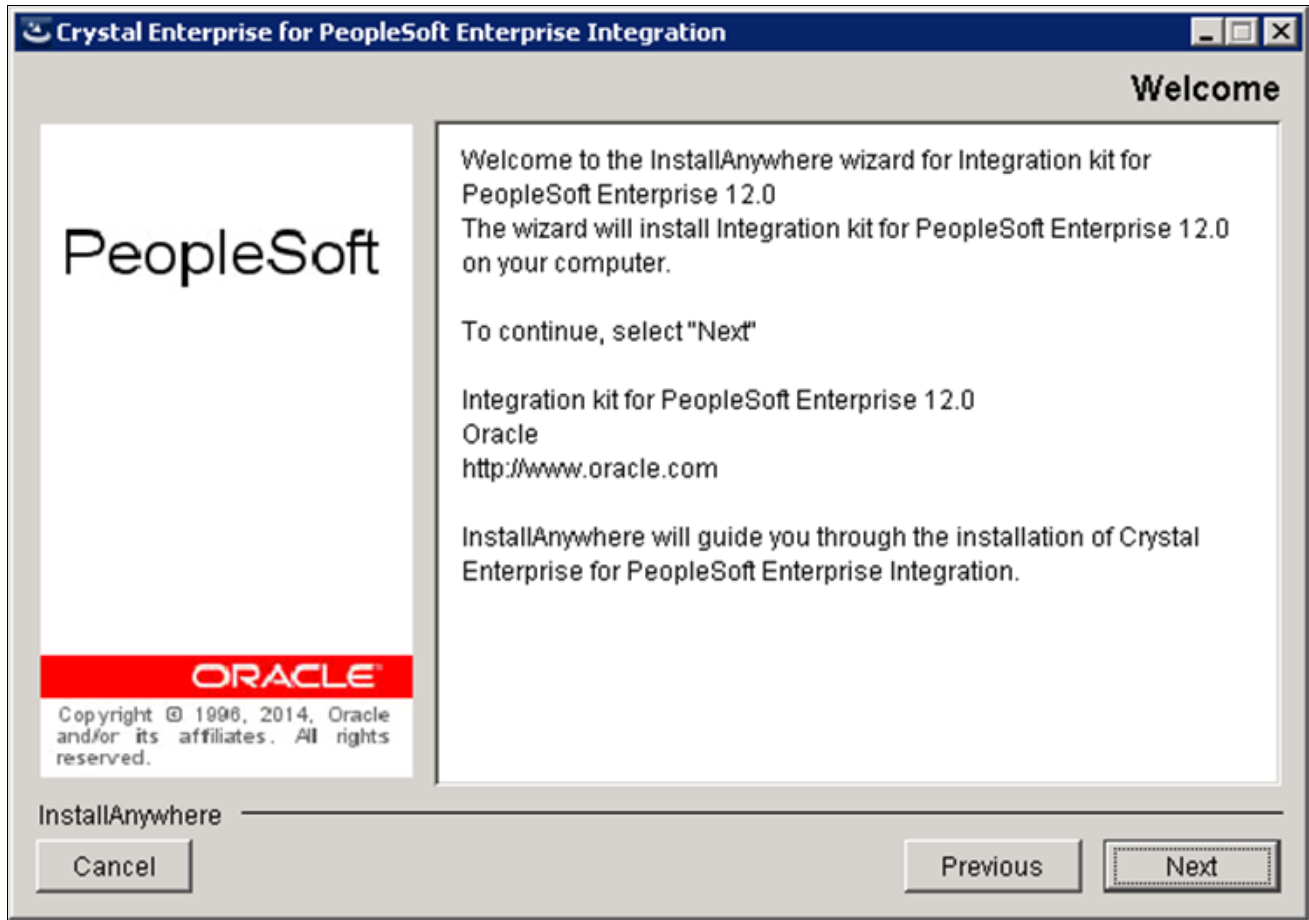 Crystal Enterprise for PeopleSoft Enterprise Integration
Welcome
PeopleSoft
ORACLE
Copyright © 1996, 2014, Oracle
and/or its affiliates. All rights
reserved.
Welcome to the InstallAnywhere wizard for Integration kit for
PeopleSoft Enterprise 12.0
The wizard will install Integration kit for PeopleSoft Enterprise 12.0
on your computer.
To continue, select "Next"
Integration kit for PeopleSoft Enterprise 12.0
Oracle
http://www.oracle.com
InstallAnywhere will guide you through the installation of Crystal
Enterprise for PeopleSoft Enterprise Integration.
InstallAnywhere
Cancel
Previous
Next